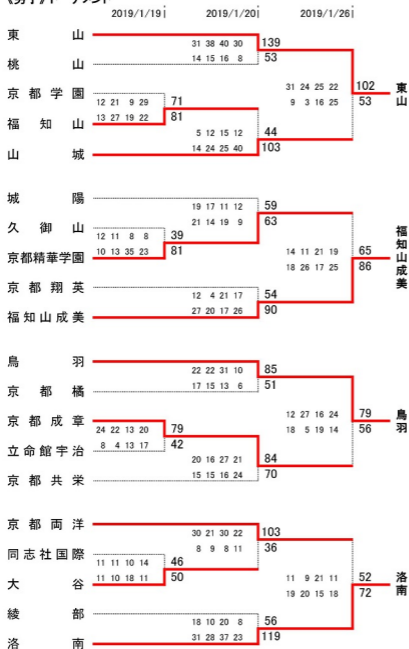 2019/1/19 2019/1/20 2019/1/26
東山
31 38 40 30 139
14 15 16 8 53
桃山
京都学園
12 21 9 29 71
13 27 19 22 81
福知山
5 12 15 12 44
14 24 25 40 103
山城
31 24 25 22 102
9 3 16 25 53
東山
城陽
19 17 11 12 59
21 14 19 9 63
久御山
12 11 8 8 39
10 13 35 23 81
京都精華学園
14 11 21 19 65
18 26 17 25 86
福知山成美
京都翔英
12 4 21 17 54
27 20 17 26 90
福知山成美
鳥羽
22 22 31 10 85
17 15 13 6 51
京都橘
京都成章
24 22 13 20 79
8 4 13 17 42
立命館宇治
20 16 27 21 84
15 15 16 24 70
京都共栄
12 27 16 24 79
18 5 19 14 56
鳥羽
京都両洋
30 21 30 22 103
8 9 8 11 36
同志社国際
11 11 10 14 46
11 10 18 11 50
大谷
11 9 21 11 52
19 20 15 18 72
洛南
綾部
18 10 20 8 56
31 28 37 23 119
洛南